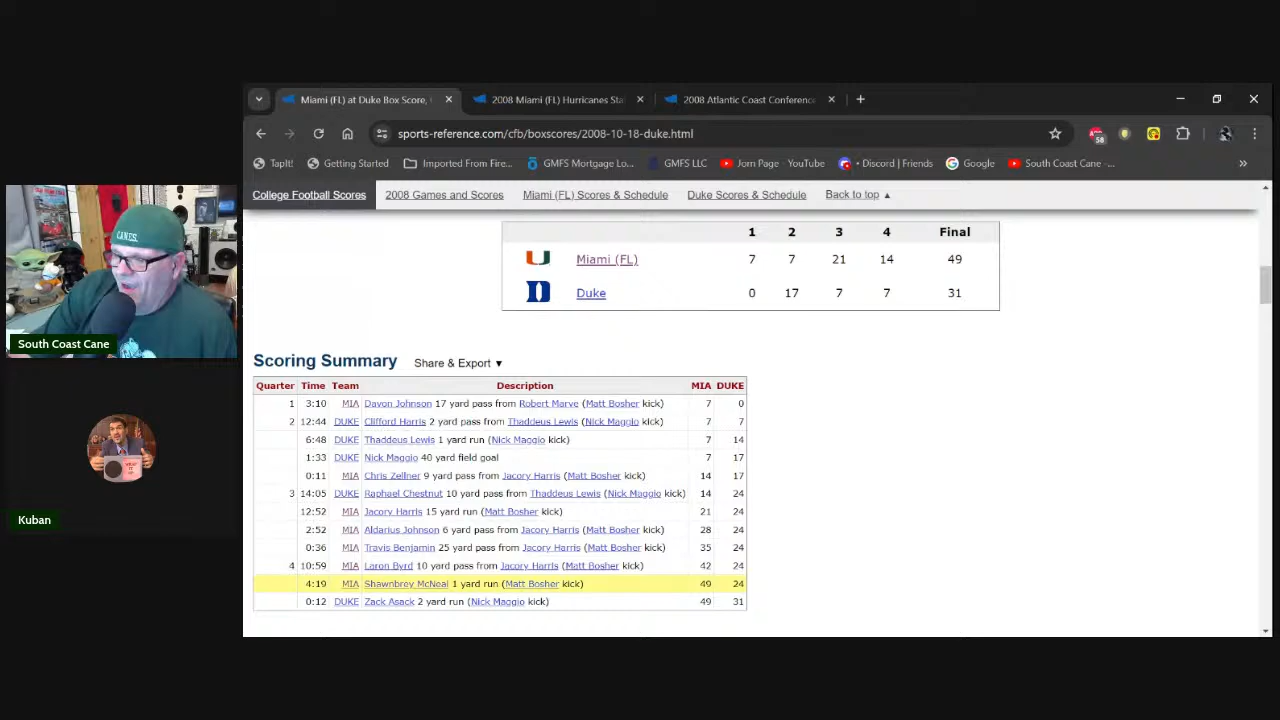 Miami (FL) at Duke Box Score,
2008 Miami (FL) Hurricanes Sta
2008 Atlantic Coast Conference
sports-reference.com/cfb/boxscores/2008-10-18-duke.html
58
TapIt!
Getting Started
Imported From Fire...
GMFS Mortgage Lo...
GMFS LLC
Jom Page - YouTube
• Discord | Friends
Google
South Coast Cane -...
College Football Scores
2008 Games and Scores
Miami (FL) Scores & Schedule
Duke Scores & Schedule
Back to top ▲
1 2 3 4 Final
Miami (FL) 7 7 21 14 49
Duke 0 17 7 7 31
Scoring Summary Share & Export ▼
Quarter Time Team Description MIA DUKE
1 3:10 MIA Davon Johnson 17 yard pass from Robert Marve (Matt Bosher kick) 7 0
2 12:44 DUKE Clifford Harris 2 yard pass from Thaddeus Lewis (Nick Maggio kick) 7 7
6:48 DUKE Thaddeus Lewis 1 yard run (Nick Maggio kick) 7 14
1:33 DUKE Nick Maggio 40 yard field goal 7 17
0:11 MIA Chris Zellner 9 yard pass from Jacory Harris (Matt Bosher kick) 14 17
3 14:05 DUKE Raphael Chestnut 10 yard pass from Thaddeus Lewis (Nick Maggio kick) 14 24
12:52 MIA Jacory Harris 15 yard run (Matt Bosher kick) 21 24
2:52 MIA Aldarius Johnson 6 yard pass from Jacory Harris (Matt Bosher kick) 28 24
0:36 MIA Travis Benjamin 25 yard pass from Jacory Harris (Matt Bosher kick) 35 24
4 10:59 MIA Laron Byrd 10 yard pass from Jacory Harris (Matt Bosher kick) 42 24
4:19 MIA Shawnbrey McNeal 1 yard run (Matt Bosher kick) 49 24
0:12 DUKE Zack Asack 2 yard run (Nick Maggio kick) 49 31
CANES
South Coast Cane
Kuban